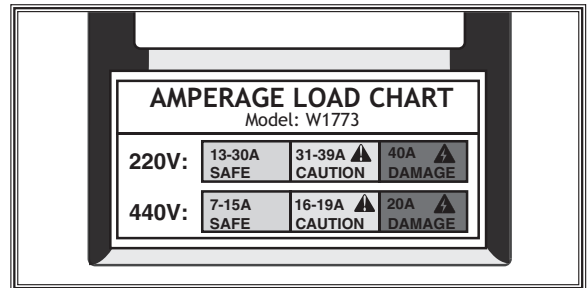 AMPERAGE LOAD CHART
Model: W1773
220V: 13-30A SAFE 31-39A CAUTION 40A DAMAGE
440V: 7-15A SAFE 16-19A CAUTION 20A DAMAGE